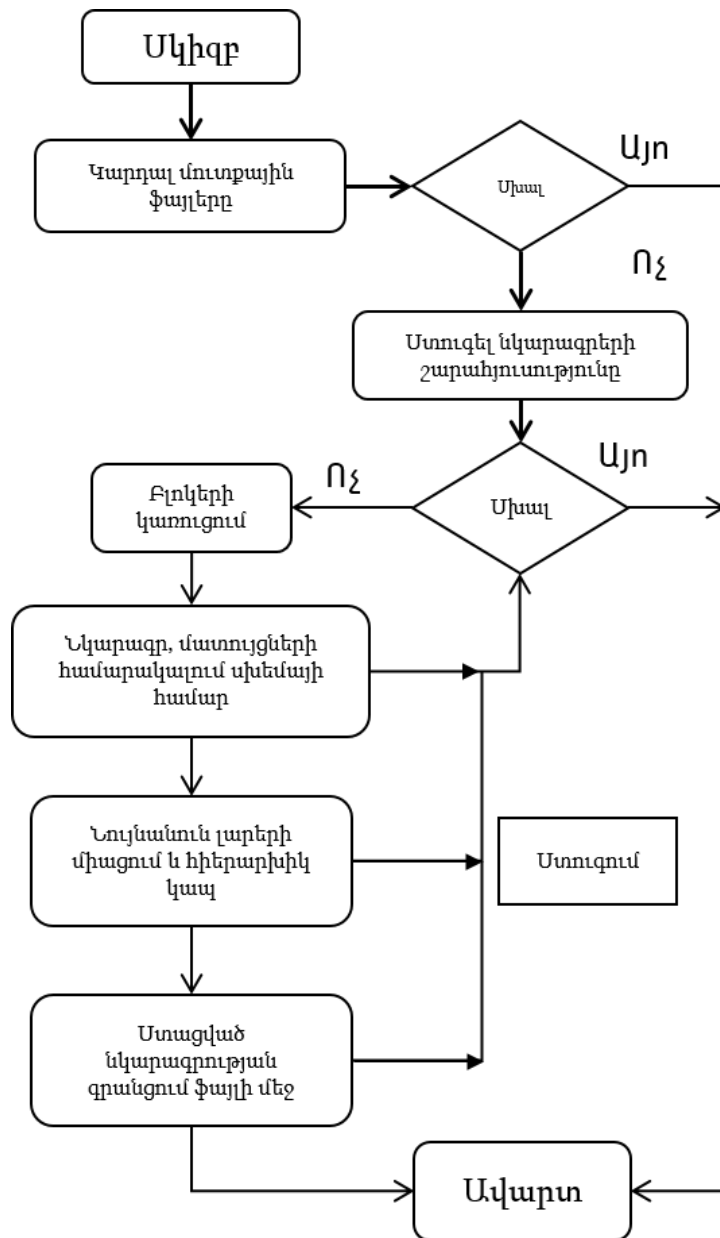 Սկիզբ
Կարդալ մուտքային
ֆայլերը
Սխալ
Այո
Ոչ
Ստուգել նկարագրերի
շարահյուսությունը
Սխալ
Այո
Ոչ
Բլոկերի
կառուցում
Նկարագր, մատույցների
համարակալում սխեմայի
համար
Նույնանուն լարերի
միացում և հիերարխիկ
կապ
Ստուգում
Ստացված
նկարագրության
գրանցում ֆայլի մեջ
Ավարտ